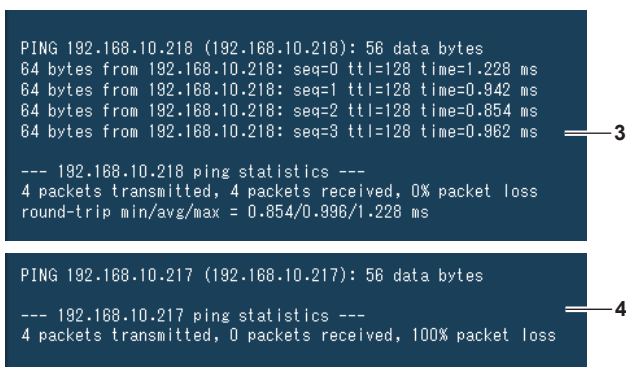 PING 192.168.10.218 (192.168.10.218): 56 data bytes
64 bytes from 192.168.10.218: seq=0 ttl=128 time=1.228 ms
64 bytes from 192.168.10.218: seq=1 ttl=128 time=0.942 ms
64 bytes from 192.168.10.218: seq=2 ttl=128 time=0.854 ms
64 bytes from 192.168.10.218: seq=3 ttl=128 time=0.962 ms
3
--- 192.168.10.218 ping statistics ---
4 packets transmitted, 4 packets received, 0% packet loss
round-trip min/avg/max = 0.854/0.996/1.228 ms
PING 192.168.10.217 (192.168.10.217): 56 data bytes
4
--- 192.168.10.217 ping statistics ---
4 packets transmitted, 0 packets received, 100% packet loss